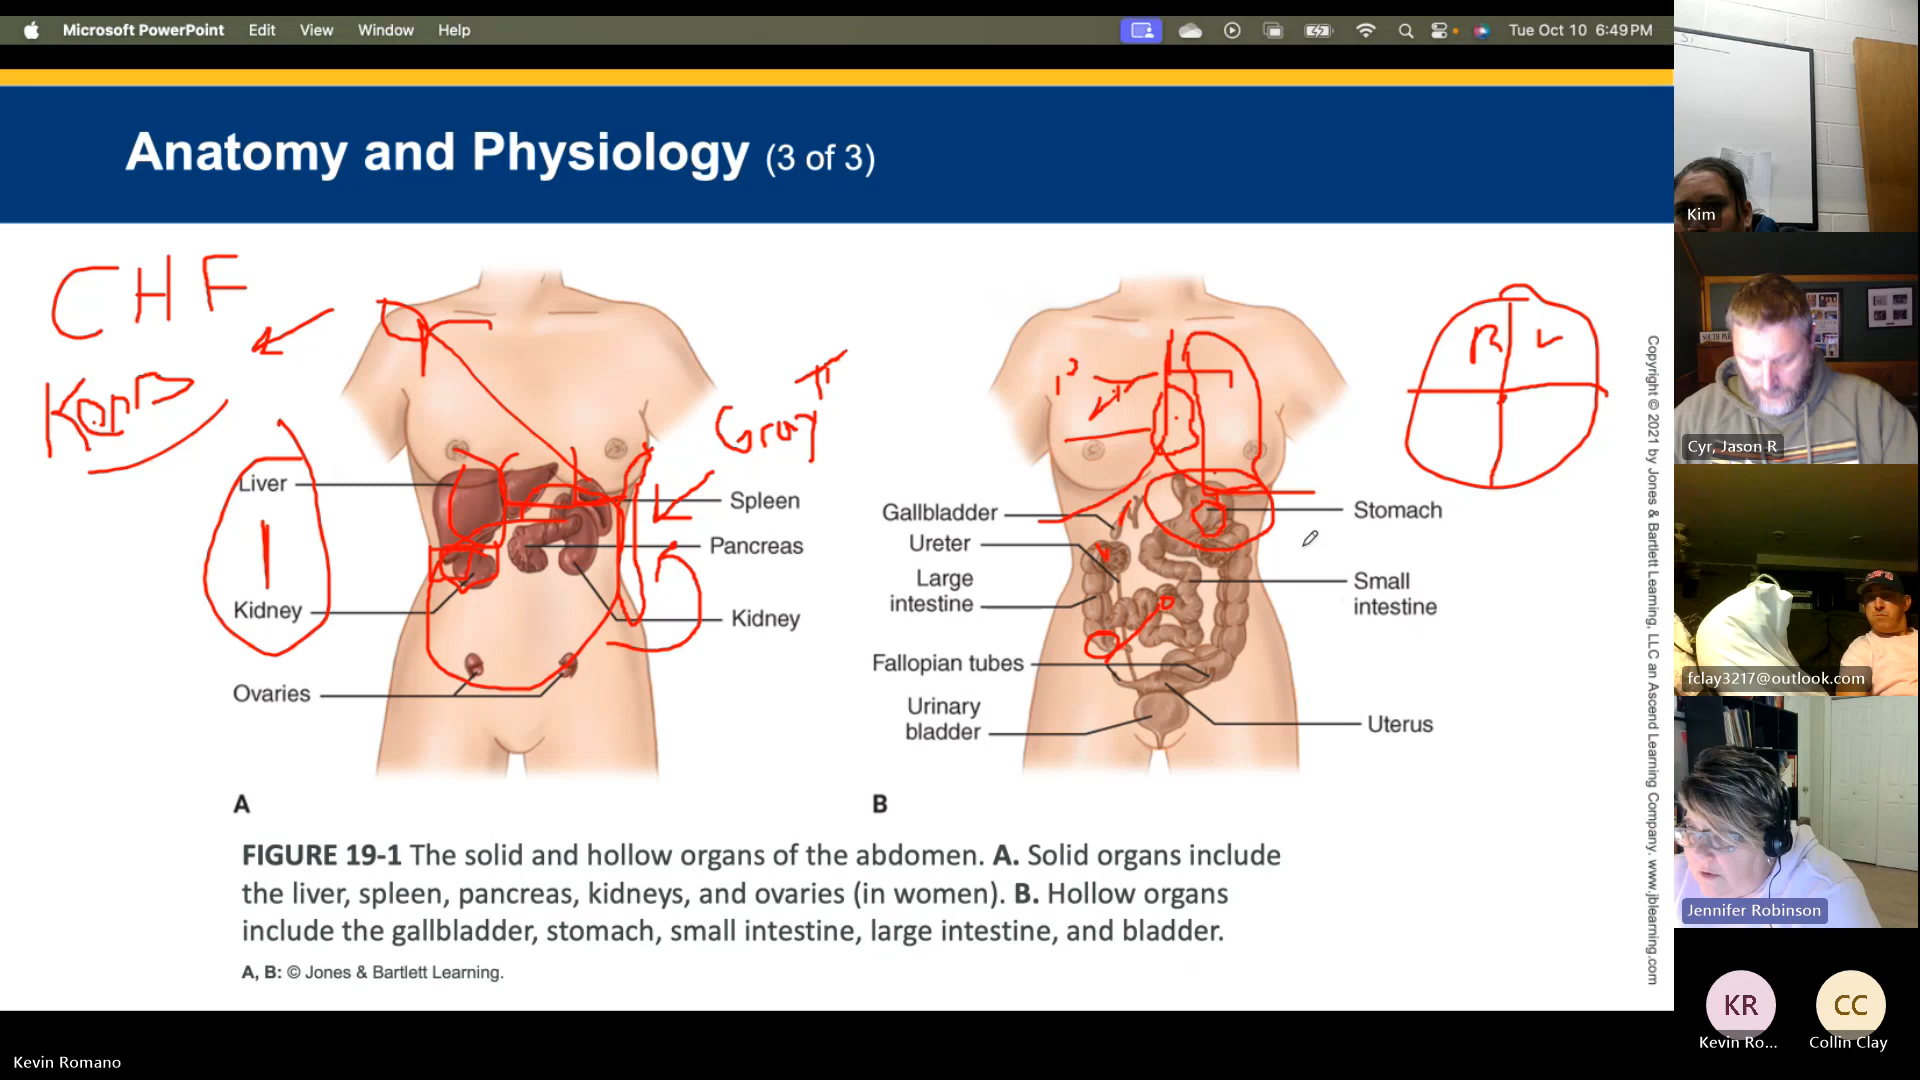 Microsoft PowerPoint Edit View Window Help Tue Oct 10 6:49 PM
Anatomy and Physiology (3 of 3)
CHF
Liver
Kidney
Ovaries
Spleen
Pancreas
Kidney
A
Gallbladder
Ureter
Large
intestine
Fallopian tubes
Urinary
bladder
Stomach
Small
intestine
Uterus
B
R L
FIGURE 19-1 The solid and hollow organs of the abdomen. A. Solid organs include
the liver, spleen, pancreas, kidneys, and ovaries (in women). B. Hollow organs
include the gallbladder, stomach, small intestine, large intestine, and bladder.
A, B: © Jones & Bartlett Learning.
Copyright © 2021 by Jones & Bartlett Learning, LLC an Ascend Learning Company. www.jblearning.com
Kim
Cyr, Jason R
fclay3217@outlook.com
Jennifer Robinson
KR
Kevin Ro...
CC
Collin Clay
Kevin Romano